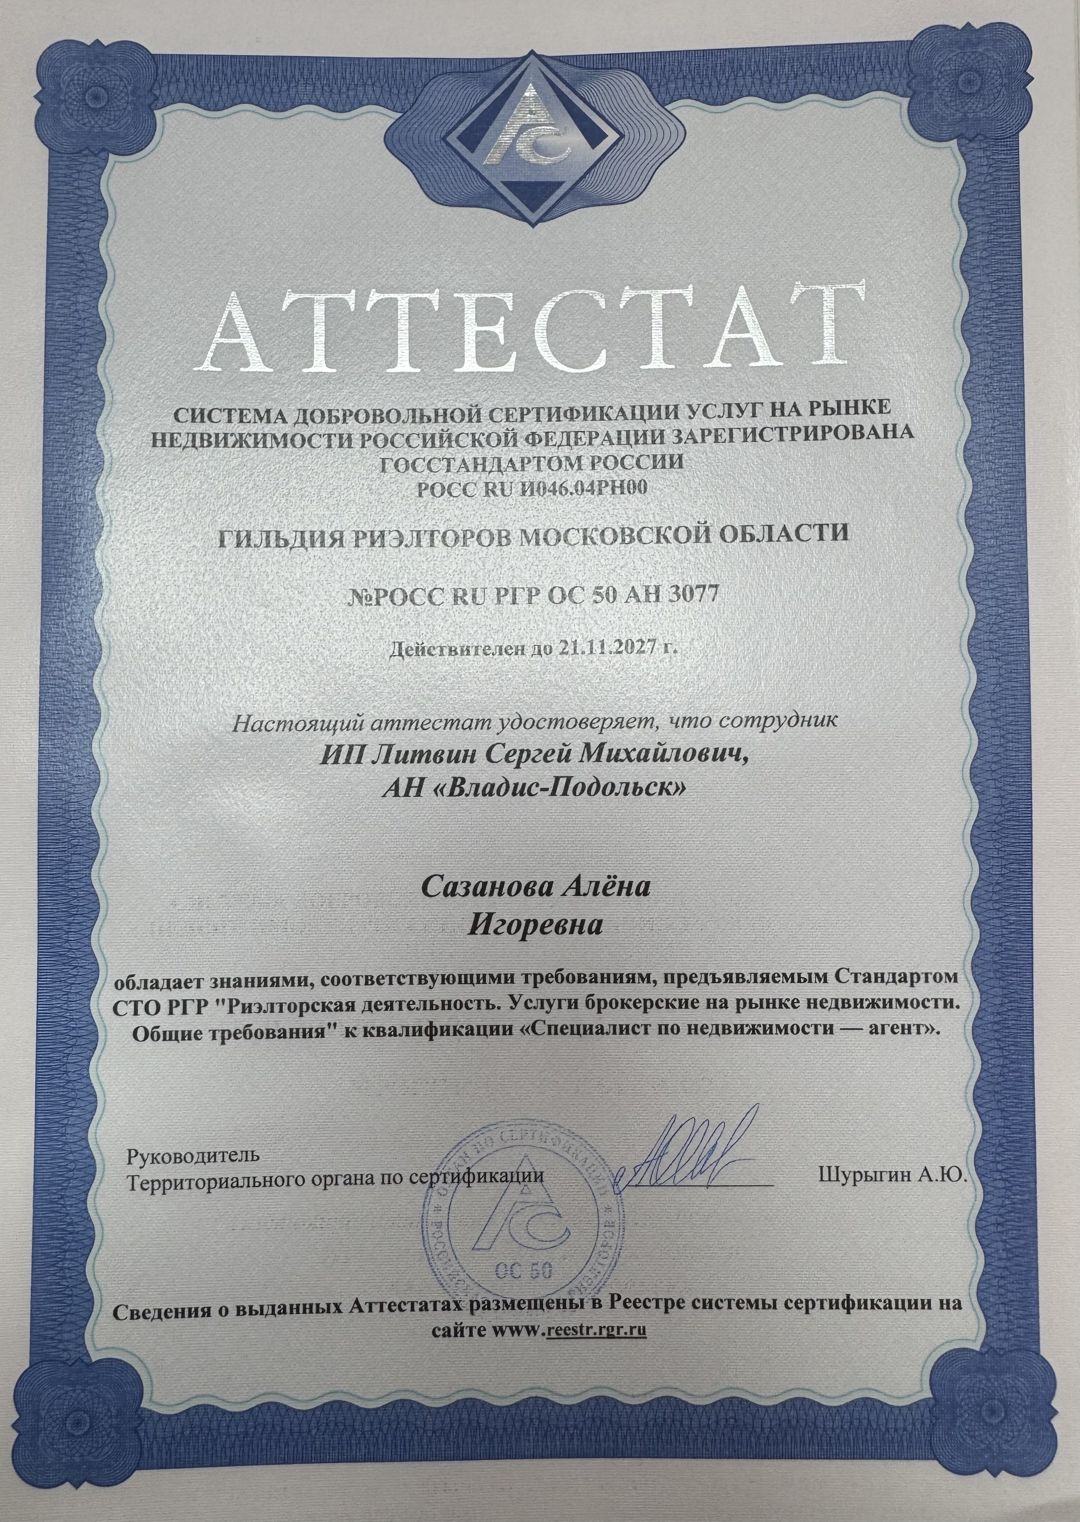 АТТЕСТАТ
СИСТЕМА ДОБРОВОЛЬНОЙ СЕРТИФИКАЦИИ УСЛУГ НА РЫНКЕ
НЕДВИЖИМОСТИ РОССИЙСКОЙ ФЕДЕРАЦИИ ЗАРЕГИСТРИРОВАНА
ГОССТАНДАРТОМ РОССИИ
РОСС RU И046.04РН00
ГИЛЬДИЯ РИЭЛТОРОВ МОСКОВСКОЙ ОБЛАСТИ
№РОСС RU РГР ОС 50 АН 3077
Действителен до 21.11.2027 г.
Настоящий аттестат удостоверяет, что сотрудник
ИП Литвин Сергей Михайлович,
АН «Владис-Подольск»
Сазанова Алёна
Игоревна
обладает знаниями, соответствующими требованиям, предъявляемым Стандартом
СТО РГР "Риэлторская деятельность. Услуги брокерские на рынке недвижимости.
Общие требования" к квалификации «Специалист по недвижимости — агент».
Руководитель
Территориального органа по сертификации
Шурыгин А.Ю.
ОРГАН ПО СЕРТИФИКАЦИИ
ОС 50
Сведения о выданных Аттестатах размещены в Реестре системы сертификации на
сайте www.reestr.rgr.ru